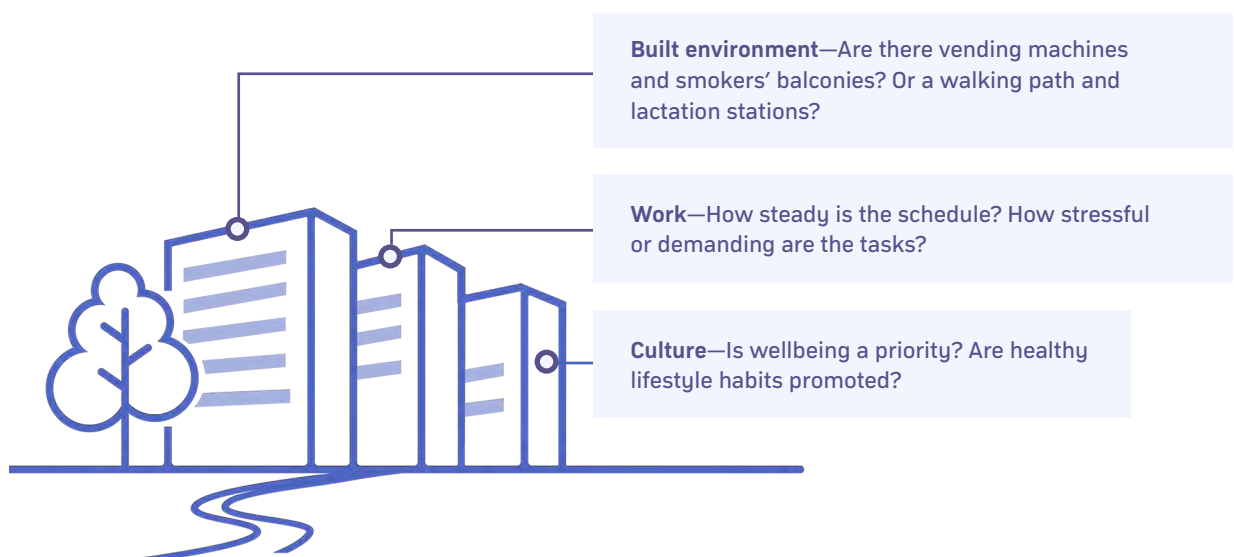 Built environment—Are there vending machines
and smokers’ balconies? Or a walking path and
lactation stations?
Work—How steady is the schedule? How stressful
or demanding are the tasks?
Culture—Is wellbeing a priority? Are healthy
lifestyle habits promoted?